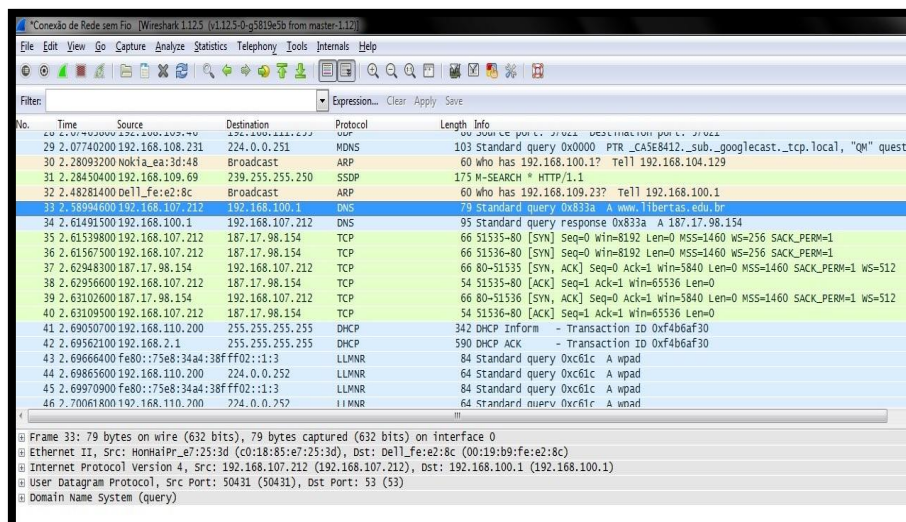 *Conexão de Rede sem Fio [Wireshark 1.12.5 (v1.12.5-0-g5819e5b from master-1.12)]
File Edit View Go Capture Analyze Statistics Telephony Tools Internals Help
Filter: Expression... Clear Apply Save
No. Time Source Destination Protocol Length Info
28 2.07465600 192.168.109.40 192.168.111.255 UDP 60 Source port: 57621 Destination port: 57621
29 2.07740200 192.168.108.231 224.0.0.251 MDNS 103 Standard query 0x0000 PTR _CA5E8412._sub._googlecast._tcp.local, "QM" quest
30 2.28093200 Nokia_ea:3d:48 Broadcast ARP 60 Who has 192.168.100.1? Tell 192.168.104.129
31 2.28450400 192.168.109.69 239.255.255.250 SSDP 175 M-SEARCH * HTTP/1.1
32 2.48281400 Dell_fe:e2:8c Broadcast ARP 60 Who has 192.168.109.23? Tell 192.168.100.1
33 2.58994600 192.168.107.212 192.168.100.1 DNS 79 Standard query 0x833a A www.libertas.edu.br
34 2.61491500 192.168.100.1 192.168.107.212 DNS 95 Standard query response 0x833a A 187.17.98.154
35 2.61539800 192.168.107.212 187.17.98.154 TCP 66 51535→80 [SYN] Seq=0 Win=8192 Len=0 MSS=1460 WS=256 SACK_PERM=1
36 2.61567500 192.168.107.212 187.17.98.154 TCP 66 51536→80 [SYN] Seq=0 Win=8192 Len=0 MSS=1460 WS=256 SACK_PERM=1
37 2.62948300 187.17.98.154 192.168.107.212 TCP 66 80→51535 [SYN, ACK] Seq=0 Ack=1 Win=5840 Len=0 MSS=1460 SACK_PERM=1 WS=512
38 2.62956600 192.168.107.212 187.17.98.154 TCP 54 51535→80 [ACK] Seq=1 Ack=1 Win=65536 Len=0
39 2.63102600 187.17.98.154 192.168.107.212 TCP 66 80→51536 [SYN, ACK] Seq=0 Ack=1 Win=5840 Len=0 MSS=1460 SACK_PERM=1 WS=512
40 2.63109500 192.168.107.212 187.17.98.154 TCP 54 51536→80 [ACK] Seq=1 Ack=1 Win=65536 Len=0
41 2.69050700 192.168.110.200 255.255.255.255 DHCP 342 DHCP Inform - Transaction ID 0xf4b6af30
42 2.69562100 192.168.2.1 255.255.255.255 DHCP 590 DHCP ACK - Transaction ID 0xf4b6af30
43 2.69666400 fe80::75e8:34a4:38f ff02::1:3 LLMNR 84 Standard query 0xc61c A wpad
44 2.69865600 192.168.110.200 224.0.0.252 LLMNR 64 Standard query 0xc61c A wpad
45 2.69970900 fe80::75e8:34a4:38f ff02::1:3 LLMNR 84 Standard query 0xc61c A wpad
46 2.70061800 192.168.110.200 224.0.0.252 LLMNR 64 Standard query 0xc61c A wpad
Frame 33: 79 bytes on wire (632 bits), 79 bytes captured (632 bits) on interface 0
Ethernet II, Src: HonHaiPr_e7:25:3d (c0:18:85:e7:25:3d), Dst: Dell_fe:e2:8c (00:19:b9:fe:e2:8c)
Internet Protocol Version 4, Src: 192.168.107.212 (192.168.107.212), Dst: 192.168.100.1 (192.168.100.1)
User Datagram Protocol, Src Port: 50431 (50431), Dst Port: 53 (53)
Domain Name System (query)